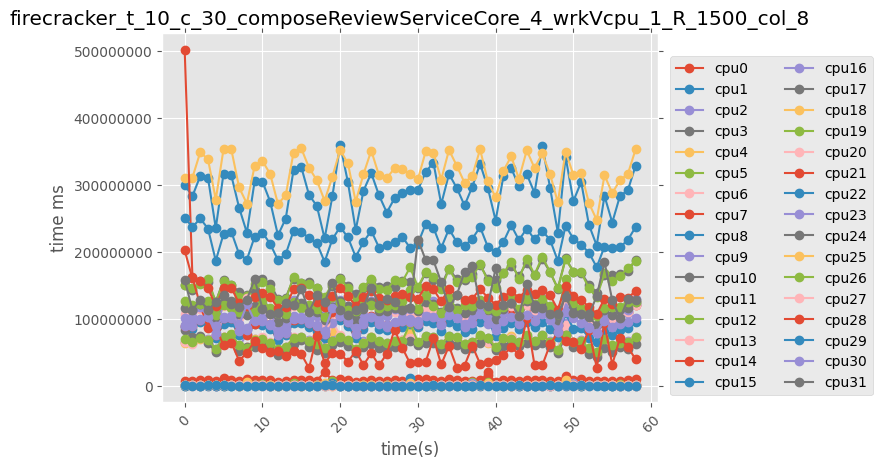 firecracker_t_10_c_30_composeReviewServiceCore_4_wrkVcpu_1_R_1500_col_8
500000000
400000000
300000000
200000000
100000000
0
time ms
0
10
20
30
40
50
60
time(s)
cpu0
cpu1
cpu2
cpu3
cpu4
cpu5
cpu6
cpu7
cpu8
cpu9
cpu10
cpu11
cpu12
cpu13
cpu14
cpu15
cpu16
cpu17
cpu18
cpu19
cpu20
cpu21
cpu22
cpu23
cpu24
cpu25
cpu26
cpu27
cpu28
cpu29
cpu30
cpu31